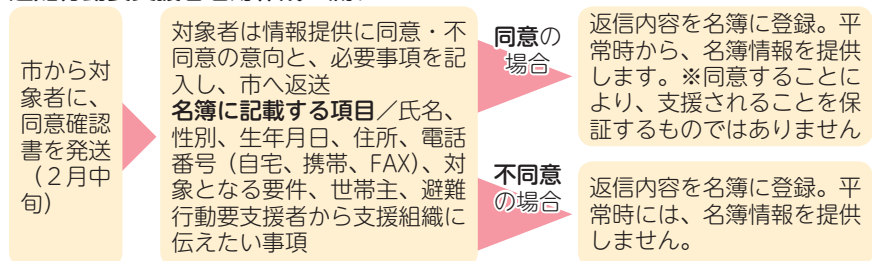 市から対
象者に、
同意確認
書を発送
（２月中
旬）
対象者は情報提供に同意・不
同意の意向と、必要事項を記
入し、市へ返送
名簿に記載する項目／氏名、
性別、生年月日、住所、電話
番号（自宅、携帯、FAX）、対
象となる要件、世帯主、避難
行動要支援者から支援組織に
伝えたい事項
同意の
場合
返信内容を名簿に登録。平
常時から、名簿情報を提供
します。※同意することに
より、支援されることを保
証するものではありません
不同意
の場合
返信内容を名簿に登録。平
常時には、名簿情報を提供
しません。